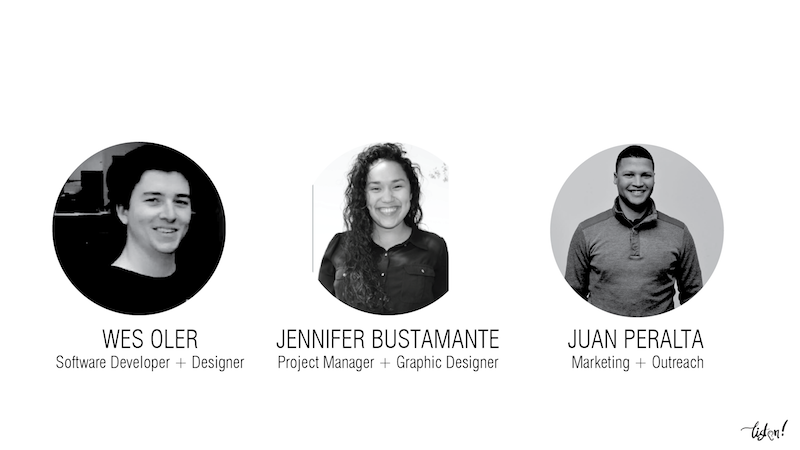 WES OLER
Software Developer + Designer
JENNIFER BUSTAMANTE
Project Manager + Graphic Designer
JUAN PERALTA
Marketing + Outreach
listen!